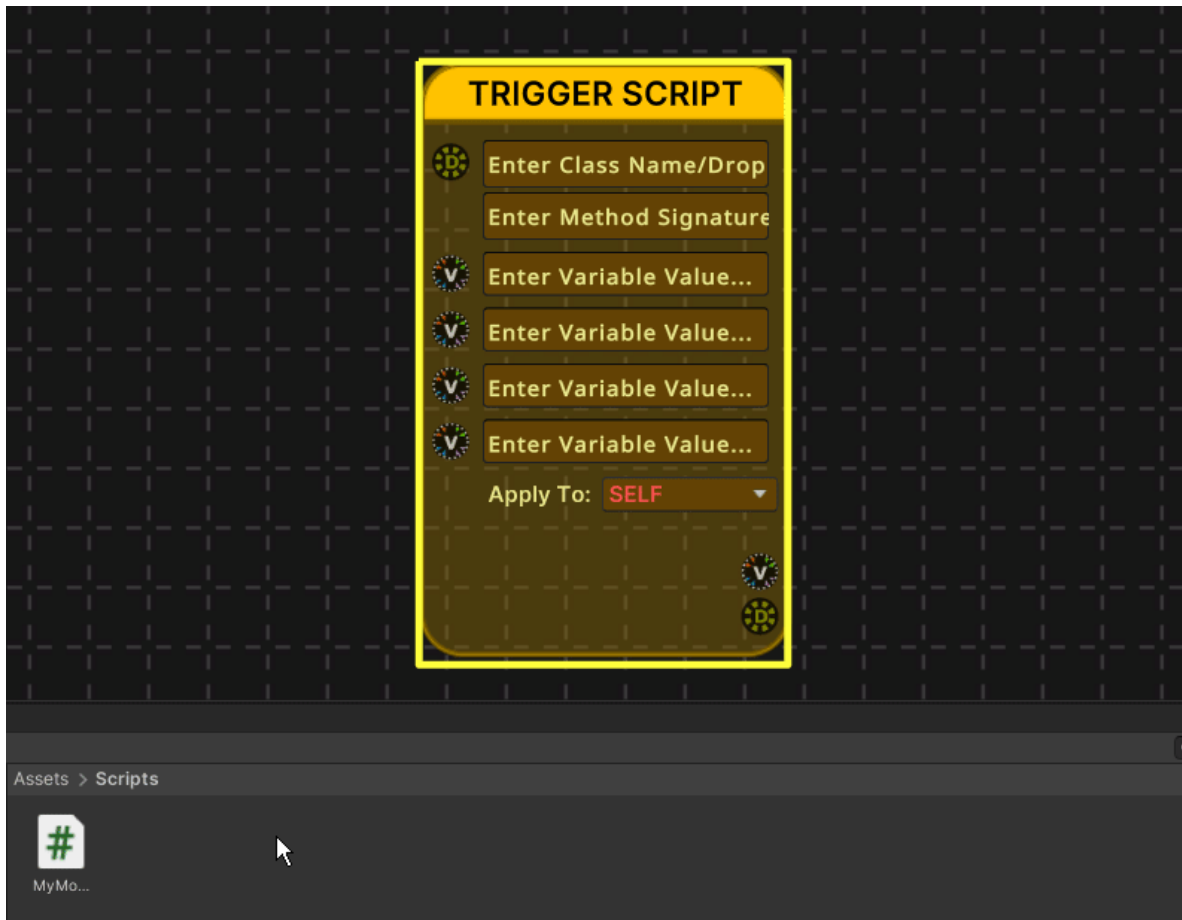 TRIGGER SCRIPT
D
Enter Class Name/Drop
Enter Method Signature
V
Enter Variable Value...
V
Enter Variable Value...
V
Enter Variable Value...
V
Enter Variable Value...
Apply To: SELF
V
D
Assets > Scripts
#
MyMo...